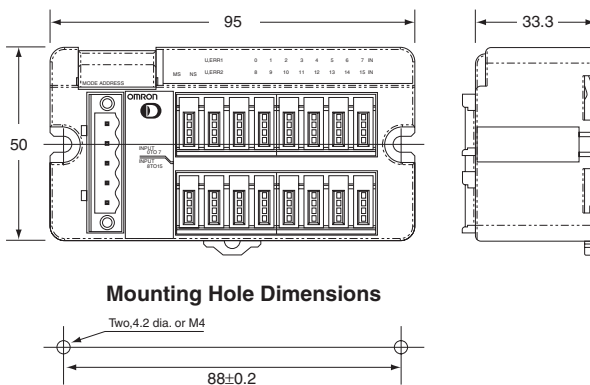 95
33.3
U,ERR1 0 1 2 3 4 5 6 7 IN
MS NS U,ERR2 8 9 10 11 12 13 14 15 IN
MODE ADDRESS
OMRON
50
INPUT
0TO 7
INPUT
8TO15
Mounting Hole Dimensions
Two,4.2 dia. or M4
88±0.2